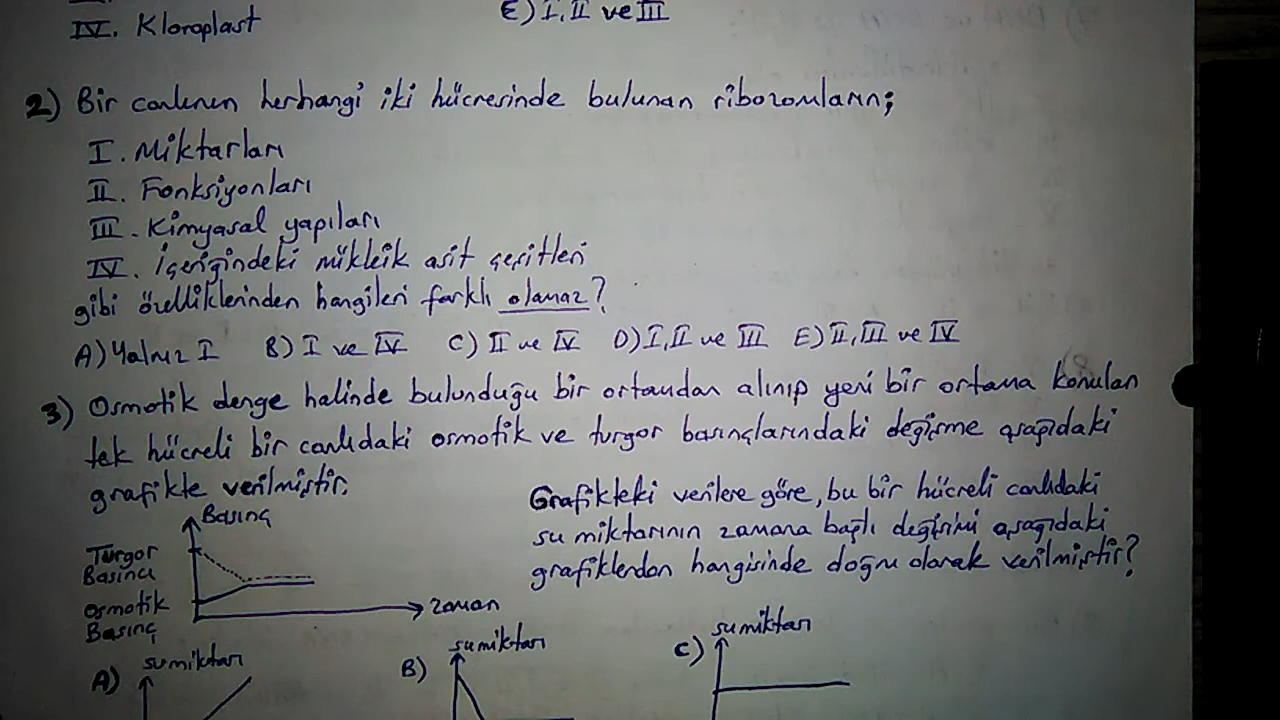 IV. Kloroplast
E) I, II ve III
2) Bir canlının herhangi iki hücresinde bulunan ribozomların;
I. Miktarları
II. Fonksiyonları
III. Kimyasal yapıları
IV. İçeriğindeki nükleik asit çeşitleri
gibi özelliklerinden hangileri farklı olamaz?
A) Yalnız I B) I ve IV C) II ve IV D) I, II ve III E) II, III ve IV
3) Osmotik denge halinde bulunduğu bir ortamdan alınıp yeni bir ortama konulan
tek hücreli bir canlıdaki osmotik ve turgor basınçlarındaki değişme aşağıdaki
grafikte verilmiştir.
Basınç
Turgor
Basıncı
Osmotik
Basınç
zaman
Grafikteki verilere göre, bu bir hücreli canlıdaki
su miktarının zamana bağlı değişimi aşağıdaki
grafiklerden hangisinde doğru olarak verilmiştir?
A) su miktarı
B) su miktarı
C) su miktarı